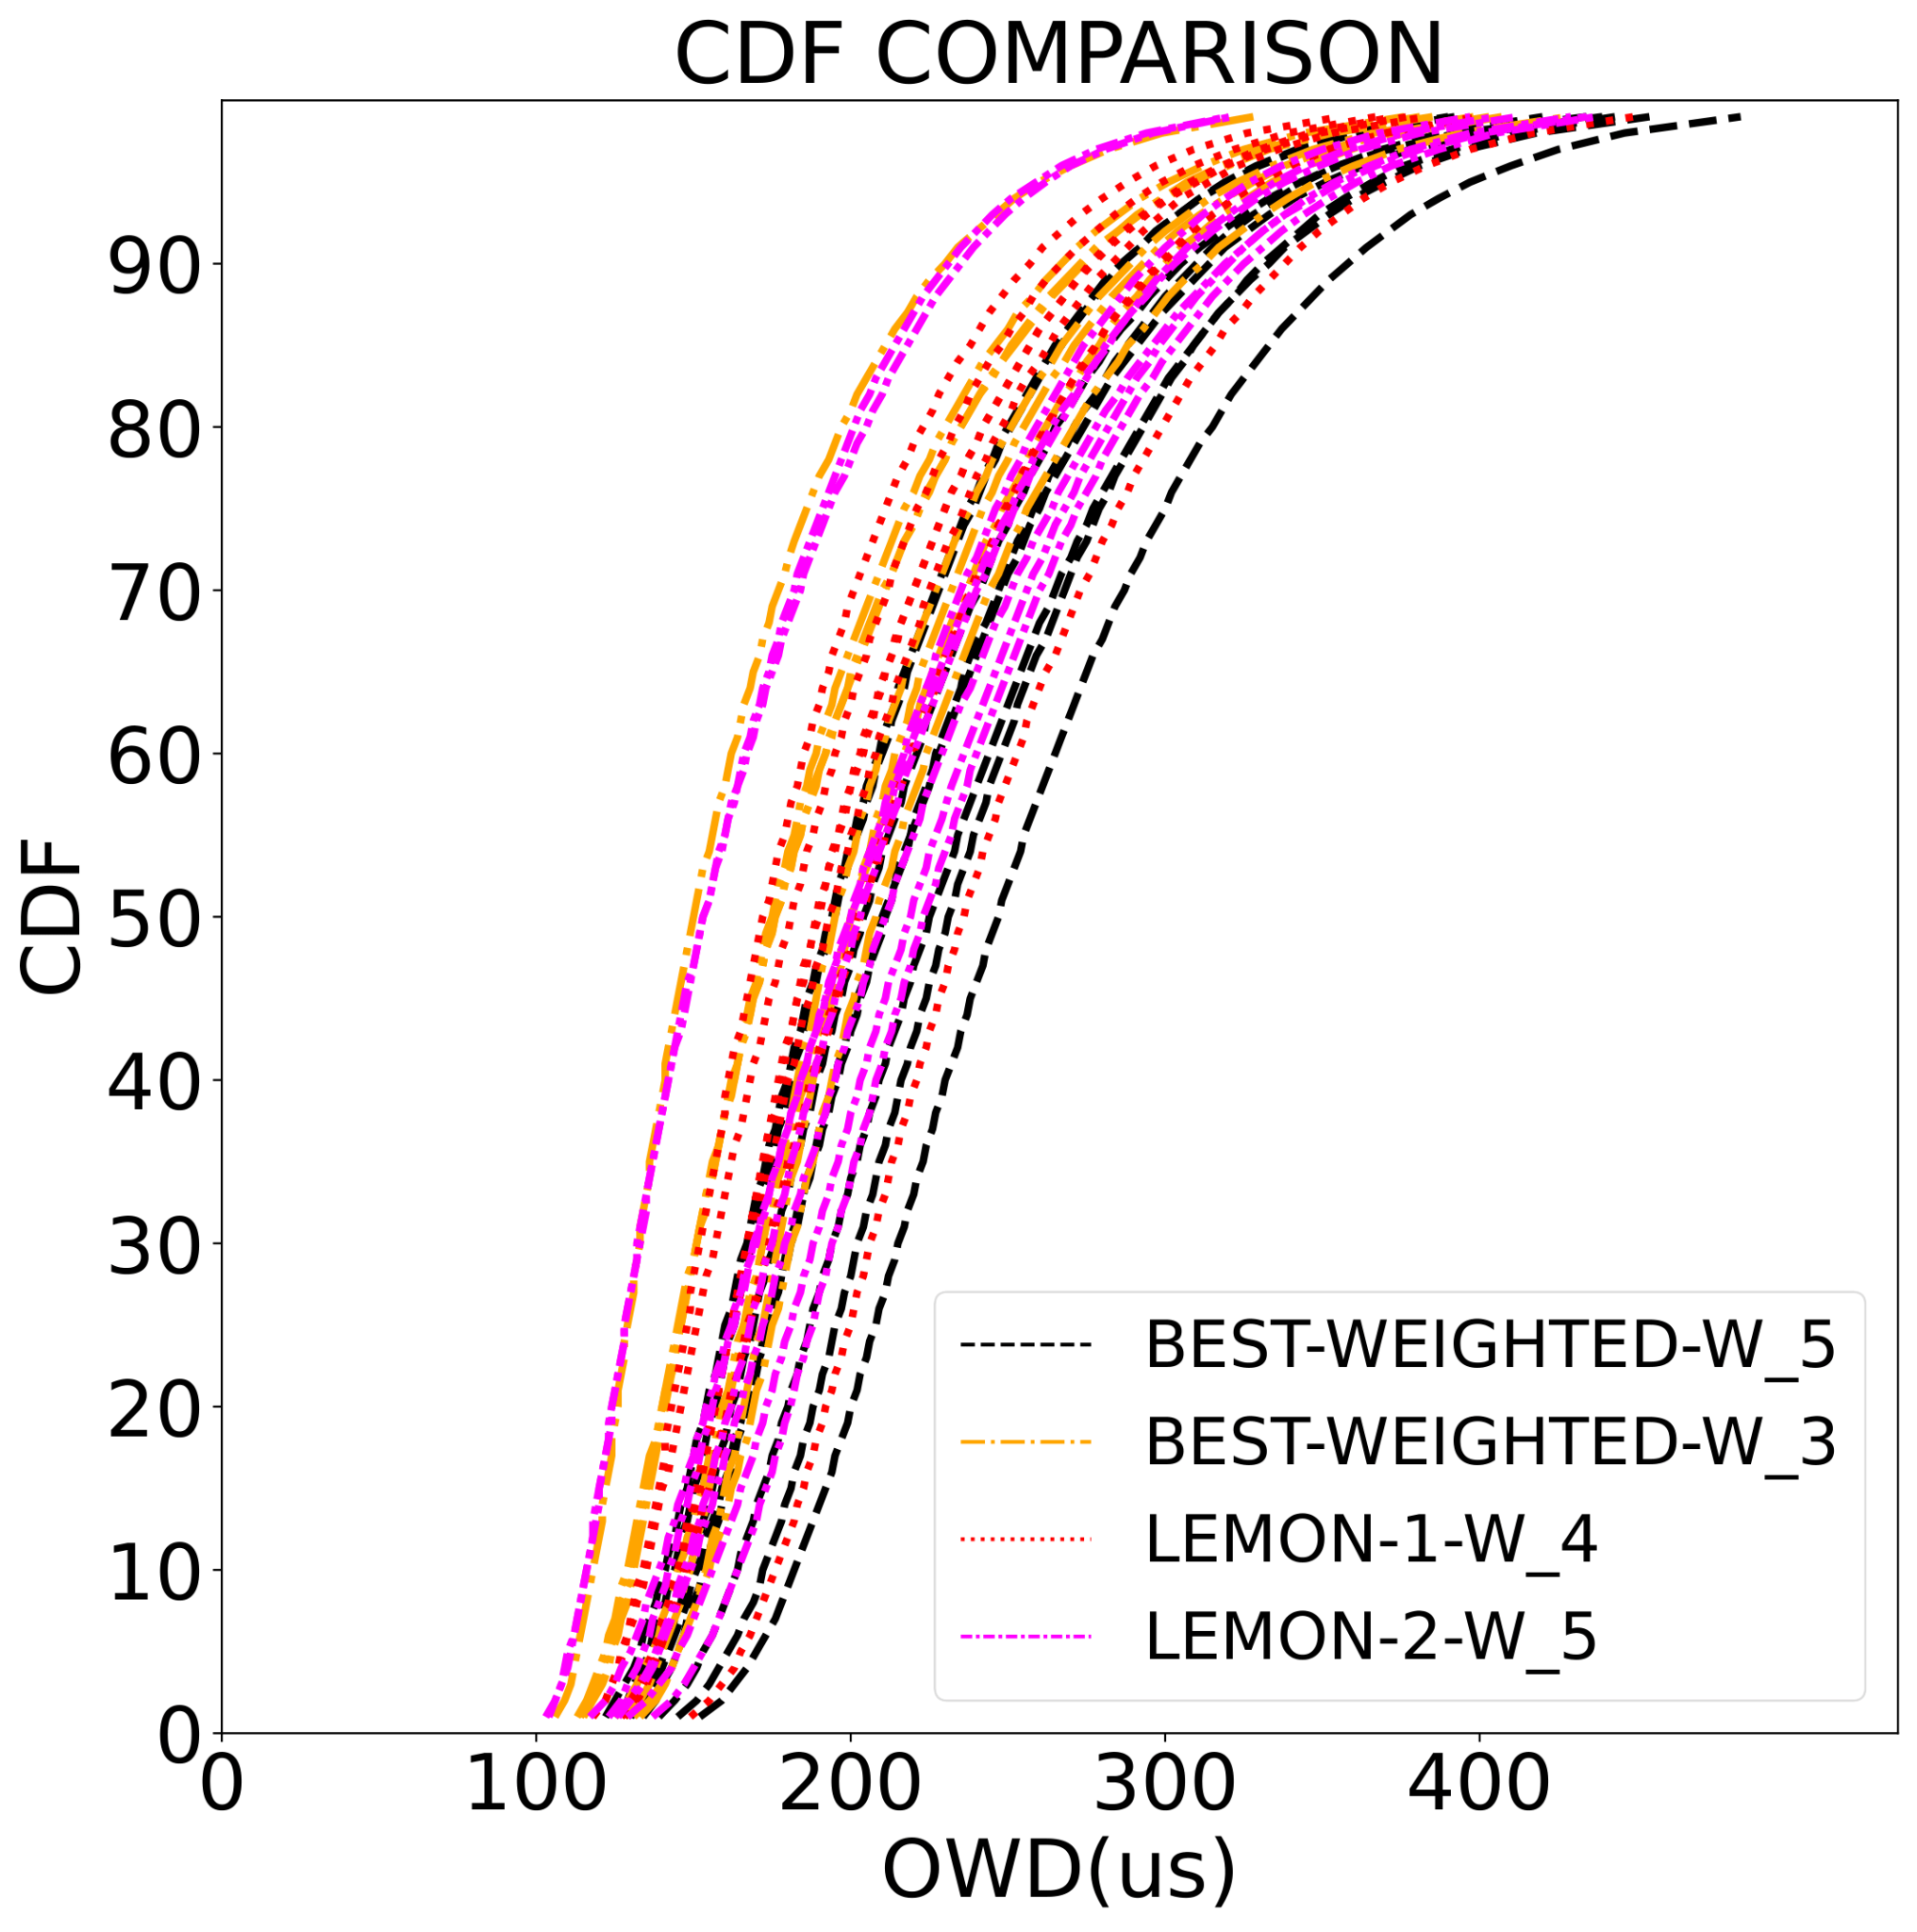 CDF COMPARISON
CDF
90
80
70
60
50
40
30
20
10
0
BEST-WEIGHTED-W_5
BEST-WEIGHTED-W_3
LEMON-1-W_4
LEMON-2-W_5
0 100 200 300 400
OWD(us)